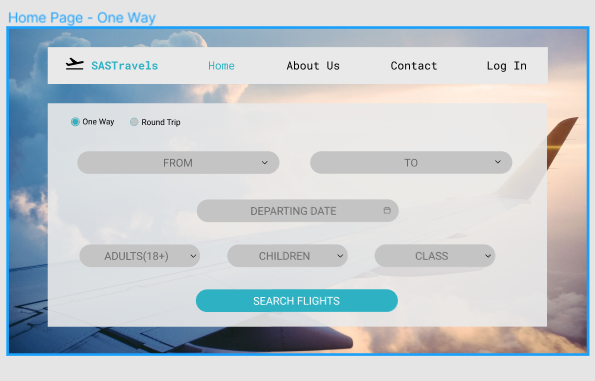 Home Page - One Way
SASTravels Home About Us Contact Log In
One Way Round Trip
FROM TO
DEPARTING DATE
ADULTS(18+) CHILDREN CLASS
SEARCH FLIGHTS